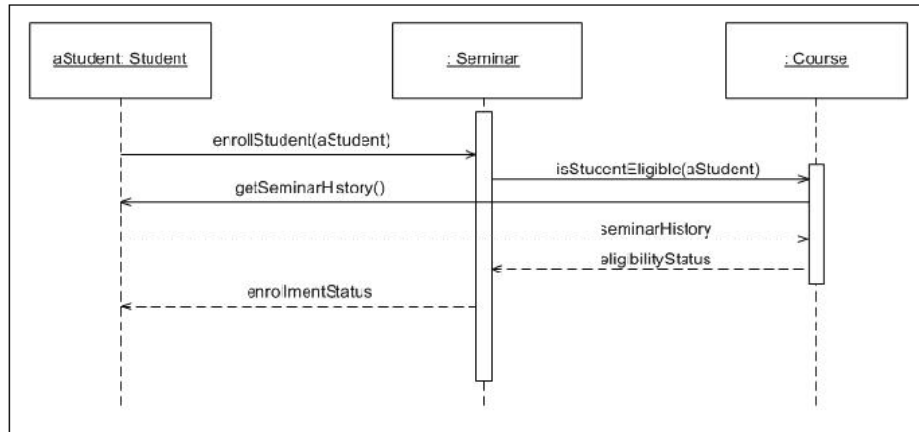 aStudent: Student
: Seminar
: Course
enrollStudent(aStudent)
isStudentEligible(aStudent)
getSeminarHistory()
seminarHistory
eligibilityStatus
enrollmentStatus